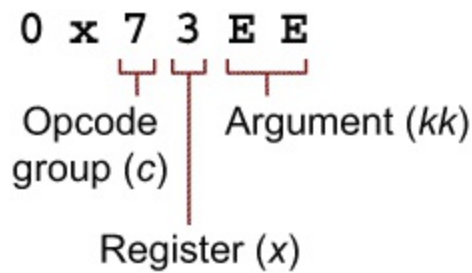 0 x 7 3 E E
Opcode
group (c)
Argument (kk)
Register (x)